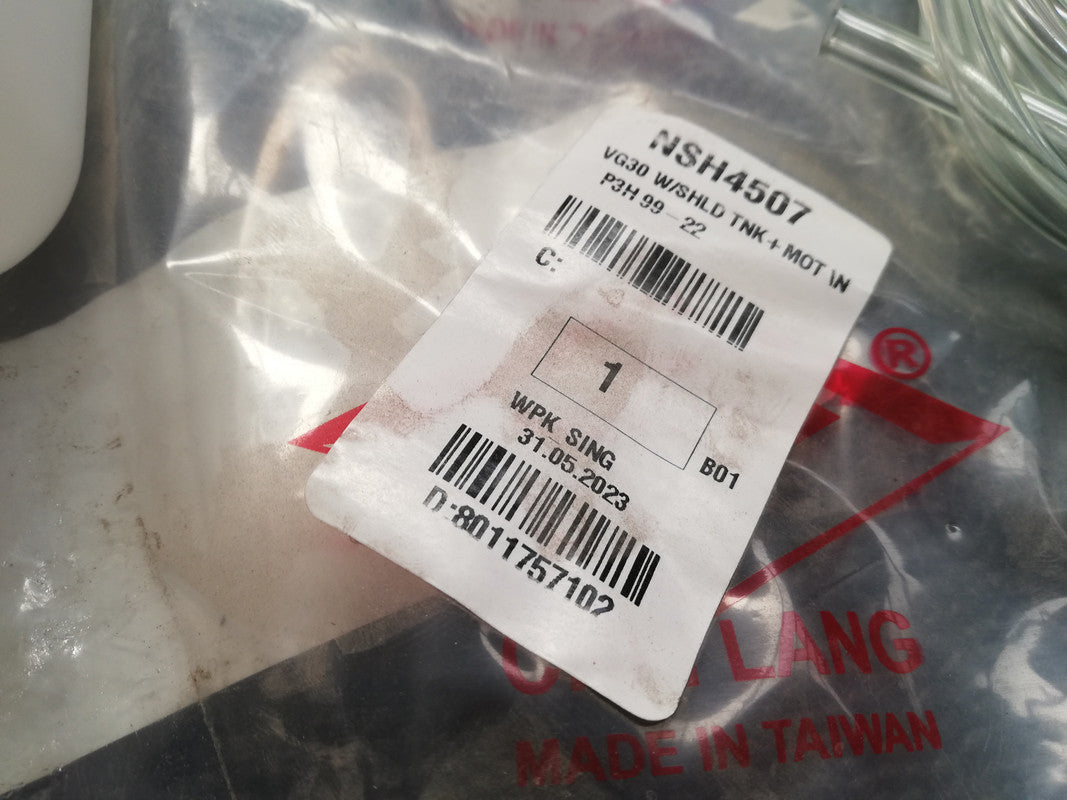 NSH4507
VG30 W/SHLD TNK + MOT \N
P3H 99-22
C:
1
WPK SING
31.05.2023
B01
D:8011757102
®
LANG
MADE IN TAIWAN